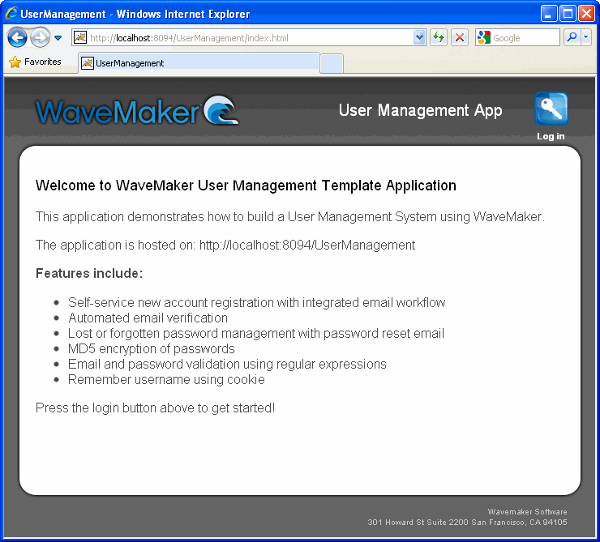 UserManagement - Windows Internet Explorer
http://localhost:8094/UserManagement/index.html
Google
Favorites
UserManagement
WaveMaker
User Management App
Log in
Welcome to WaveMaker User Management Template Application
This application demonstrates how to build a User Management System using WaveMaker.
The application is hosted on: http://localhost:8094/UserManagement
Features include:
• Self-service new account registration with integrated email workflow
• Automated email verification
• Lost or forgotten password management with password reset email
• MD5 encryption of passwords
• Email and password validation using regular expressions
• Remember username using cookie
Press the login button above to get started!
Wavemaker Software
301 Howard St Suite 2200 San Francisco, CA 94105